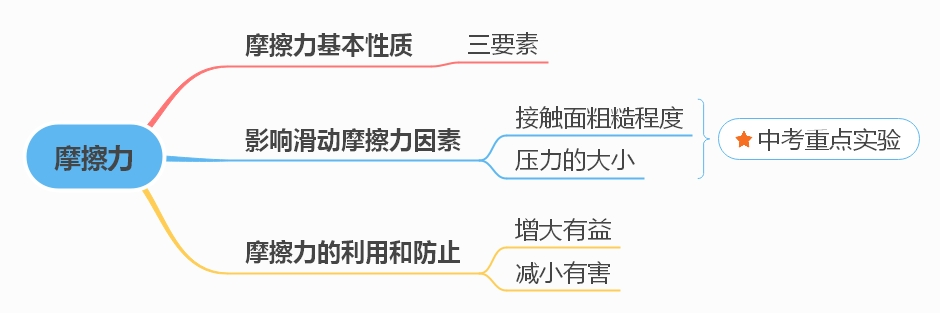 摩擦力
摩擦力基本性质
三要素
影响滑动摩擦力因素
接触面粗糙程度
压力的大小
中考重点实验
摩擦力的利用和防止
增大有益
减小有害